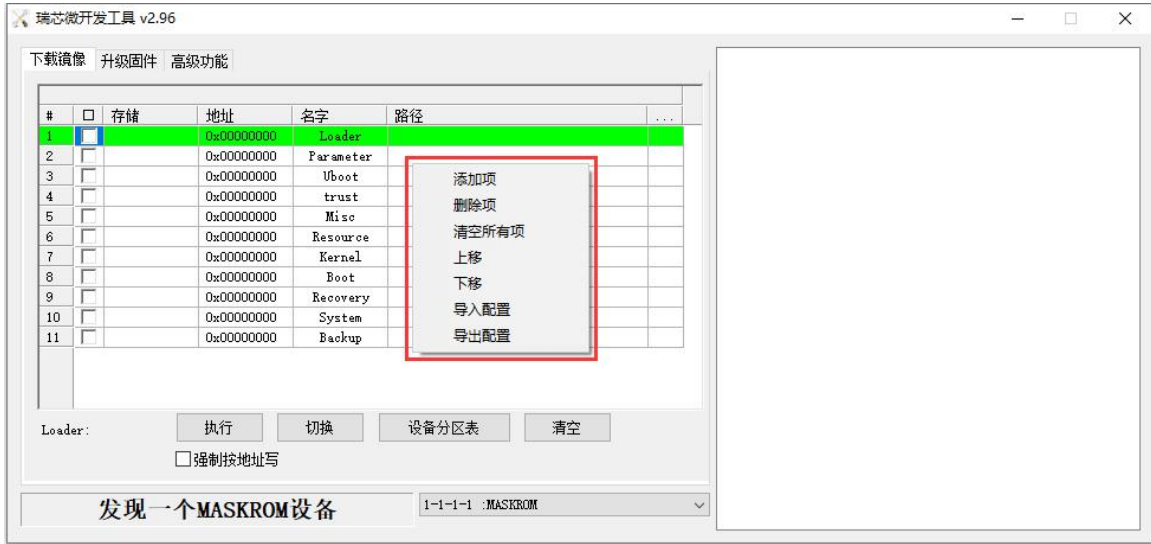 瑞芯微开发工具 v2.96
下载镜像 升级固件 高级功能
# 存储 地址 名字 路径 ...
1 0x00000000 Loader
2 0x00000000 Parameter
3 0x00000000 Uboot
4 0x00000000 trust
5 0x00000000 Misc
6 0x00000000 Resource
7 0x00000000 Kernel
8 0x00000000 Boot
9 0x00000000 Recovery
10 0x00000000 System
11 0x00000000 Backup
添加项
删除项
清空所有项
上移
下移
导入配置
导出配置
Loader: 执行 切换 设备分区表 清空
强制按地址写
发现一个MASKROM设备 1-1-1-1 :MASKROM